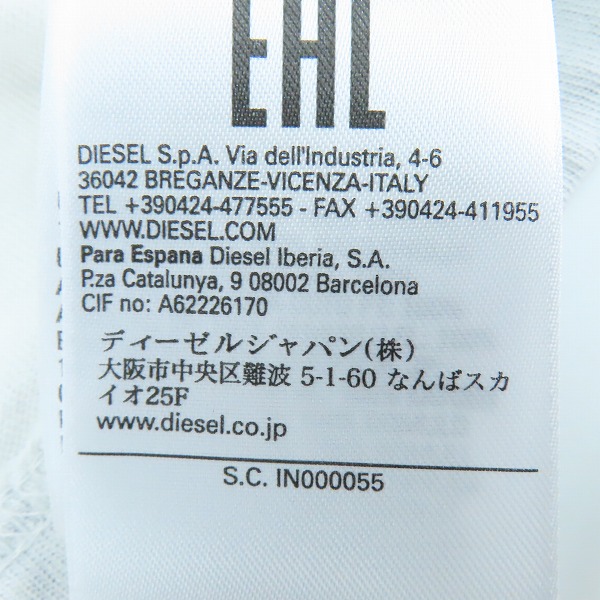 EAC
DIESEL S.p.A. Via dell'Industria, 4-6
36042 BREGANZE-VICENZA-ITALY
TEL +390424-477555 - FAX +390424-411955
WWW.DIESEL.COM
Para Espana Diesel Iberia, S.A.
P.za Catalunya, 9 08002 Barcelona
CIF no: A62226170
ディーゼルジャパン(株)
大阪市中央区難波 5-1-60 なんばスカ
イオ25F
www.diesel.co.jp
S.C. IN000055